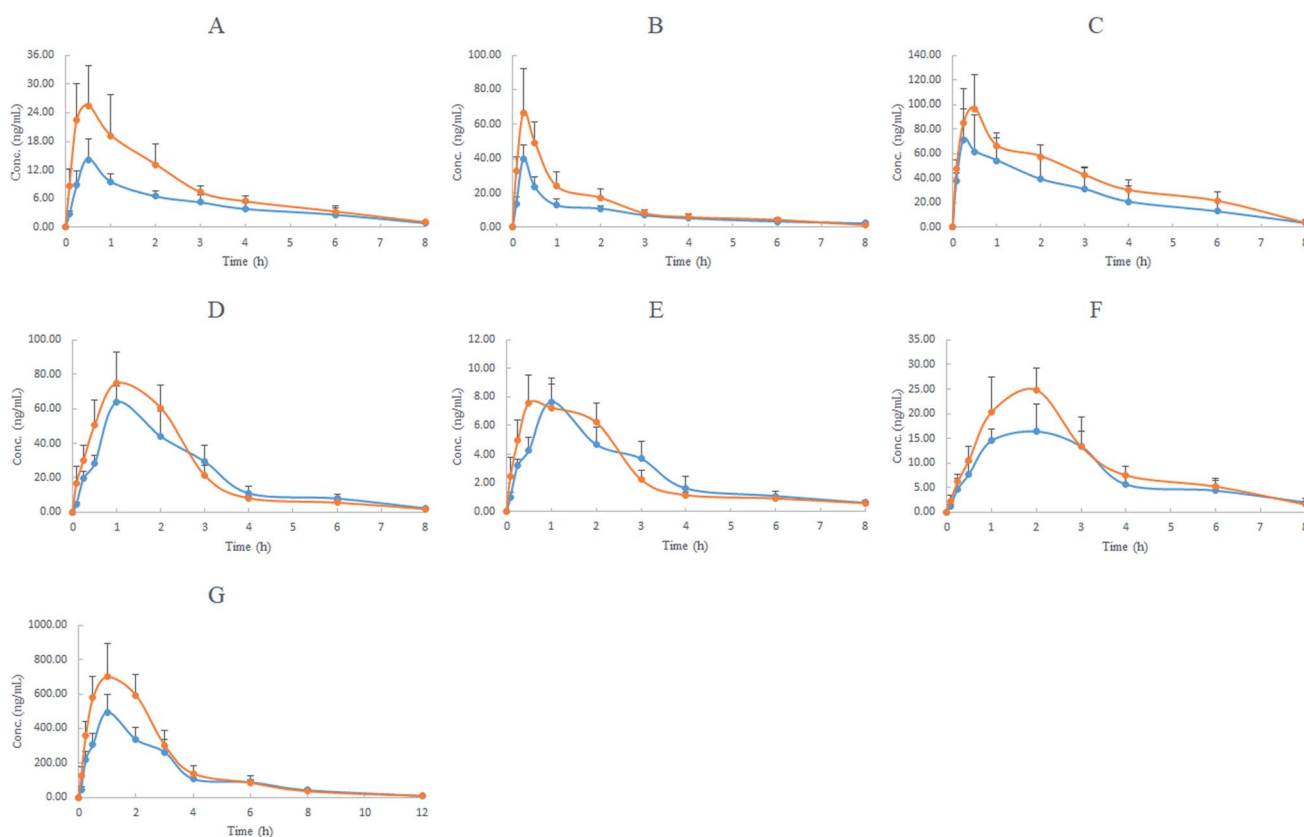 A
Conc. (ng/mL)
36.00
30.00
24.00
18.00
12.00
6.00
0.00
0 1 2 3 4 5 6 7 8
Time (h)
B
Conc. (ng/mL)
100.00
80.00
60.00
40.00
20.00
0.00
0 1 2 3 4 5 6 7 8
Time (h)
C
Conc. (ng/mL)
140.00
120.00
100.00
80.00
60.00
40.00
20.00
0.00
0 1 2 3 4 5 6 7 8
Time (h)
D
Conc. (ng/mL)
100.00
80.00
60.00
40.00
20.00
0.00
0 1 2 3 4 5 6 7 8
Time (h)
E
Conc. (ng/mL)
12.00
10.00
8.00
6.00
4.00
2.00
0.00
0 1 2 3 4 5 6 7 8
Time (h)
F
Conc. (ng/mL)
35.00
30.00
25.00
20.00
15.00
10.00
5.00
0.00
0 1 2 3 4 5 6 7 8
Time (h)
G
Conc. (ng/mL)
1000.00
800.00
600.00
400.00
200.00
0.00
0 2 4 6 8 10 12
Time (h)